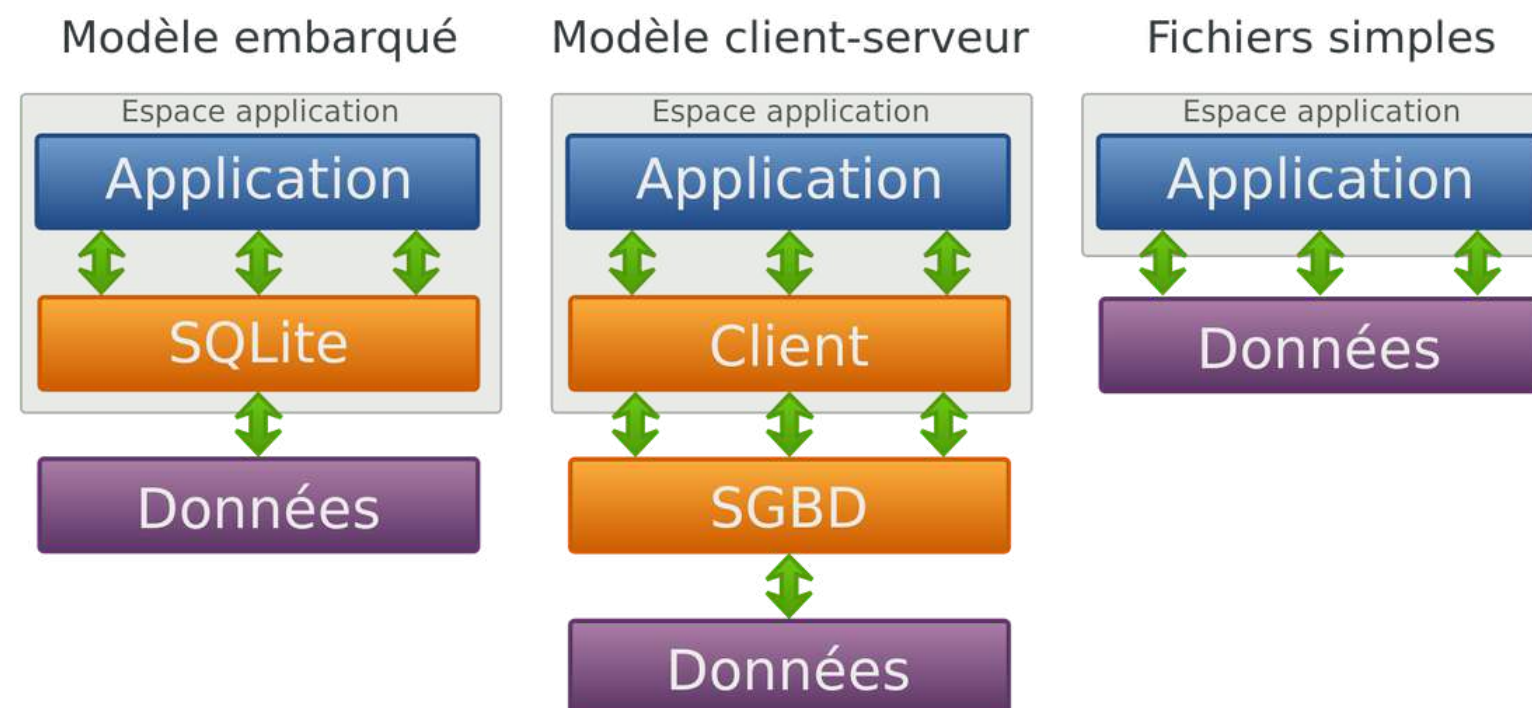 Modèle embarqué
Espace application
Application
SQLite
Données
Modèle client-serveur
Espace application
Application
Client
SGBD
Données
Fichiers simples
Espace application
Application
Données